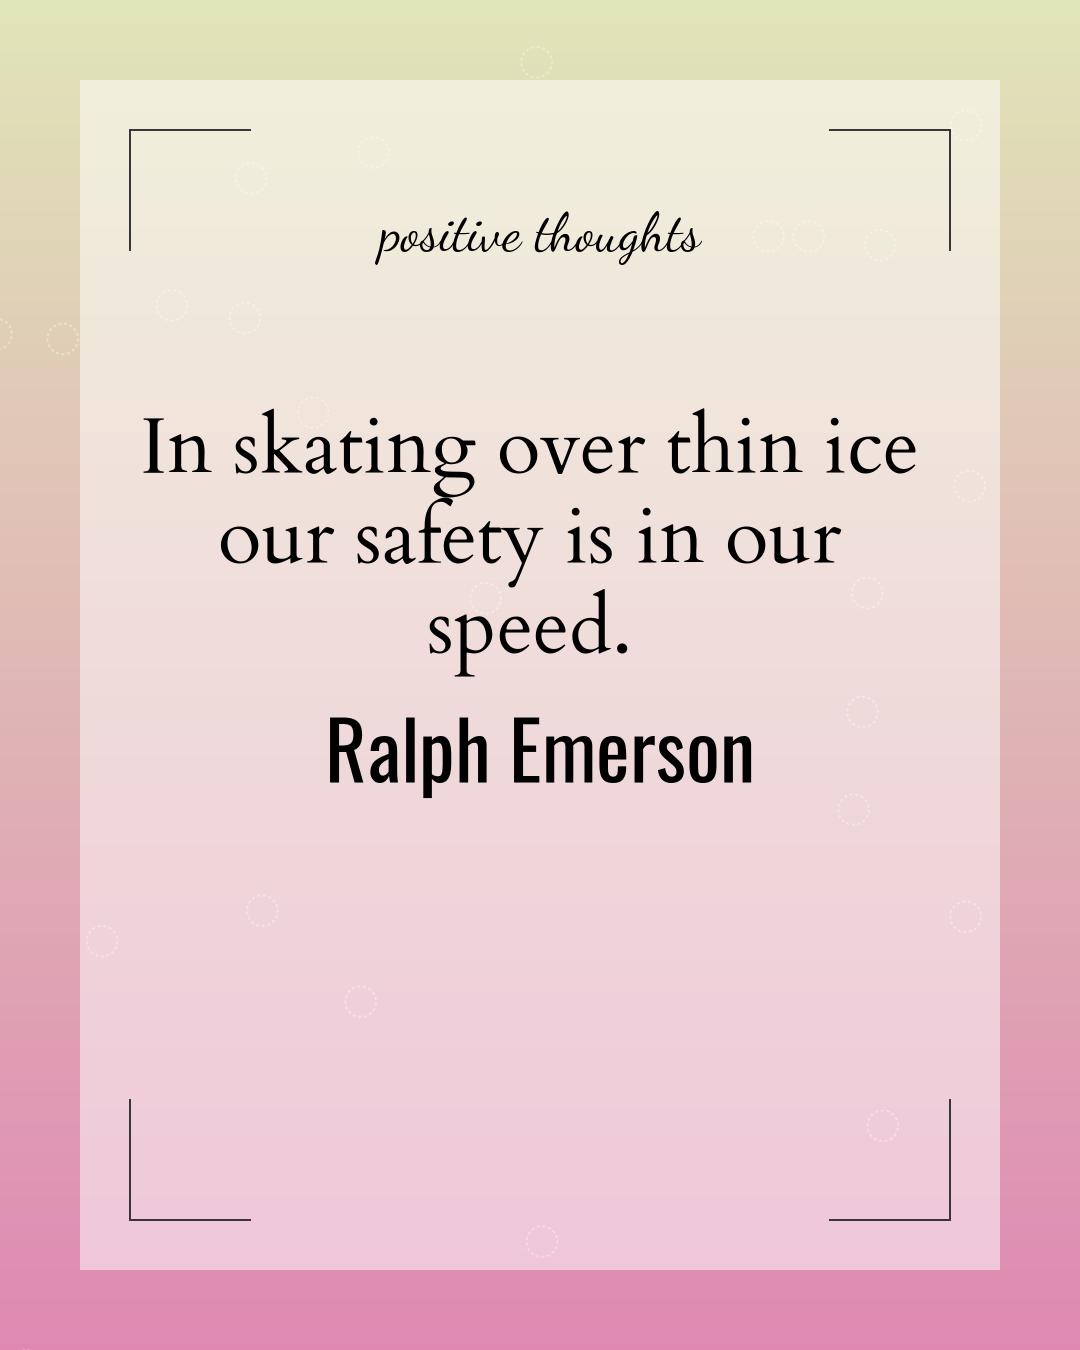 positive thoughts
In skating over thin ice
our safety is in our
speed.
Ralph Emerson